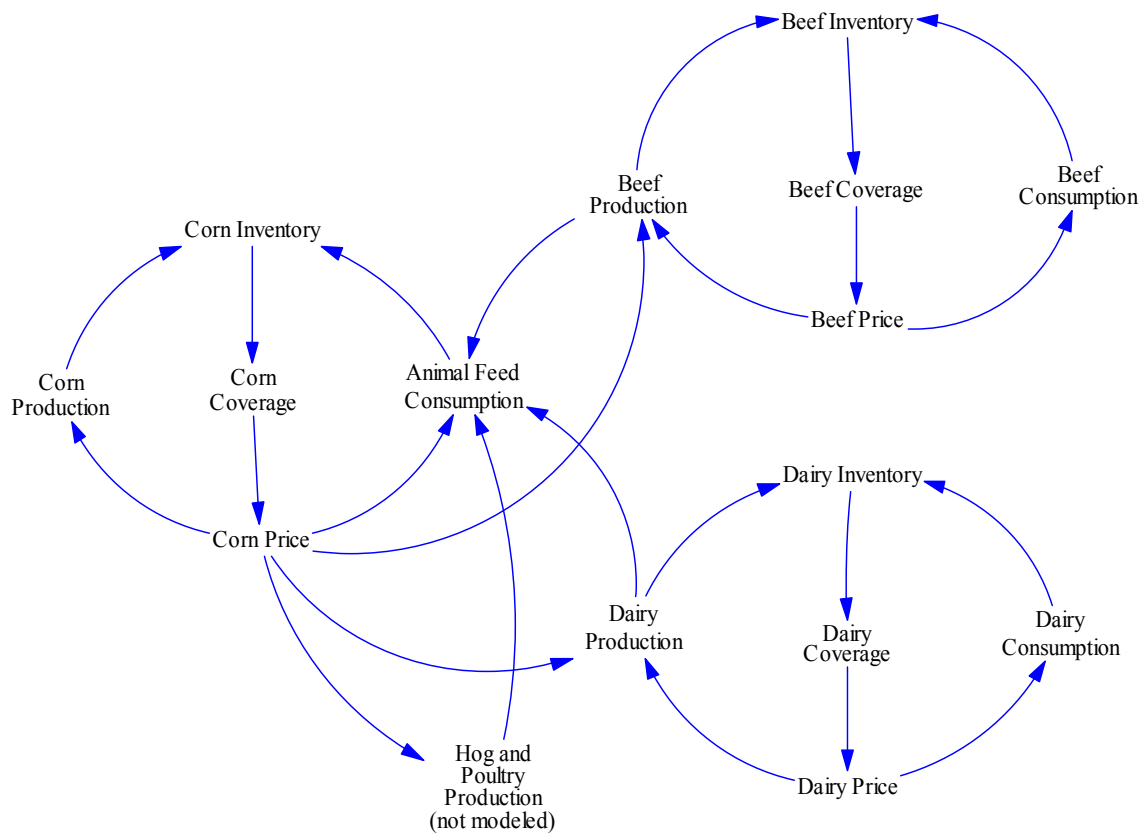 Beef Inventory
Beef
Production
Beef Coverage
Beef
Consumption
Beef Price
Corn Inventory
Corn
Production
Corn
Coverage
Animal Feed
Consumption
Corn Price
Dairy Inventory
Dairy
Production
Dairy
Coverage
Dairy
Consumption
Dairy Price
Hog and
Poultry
Production
(not modeled)